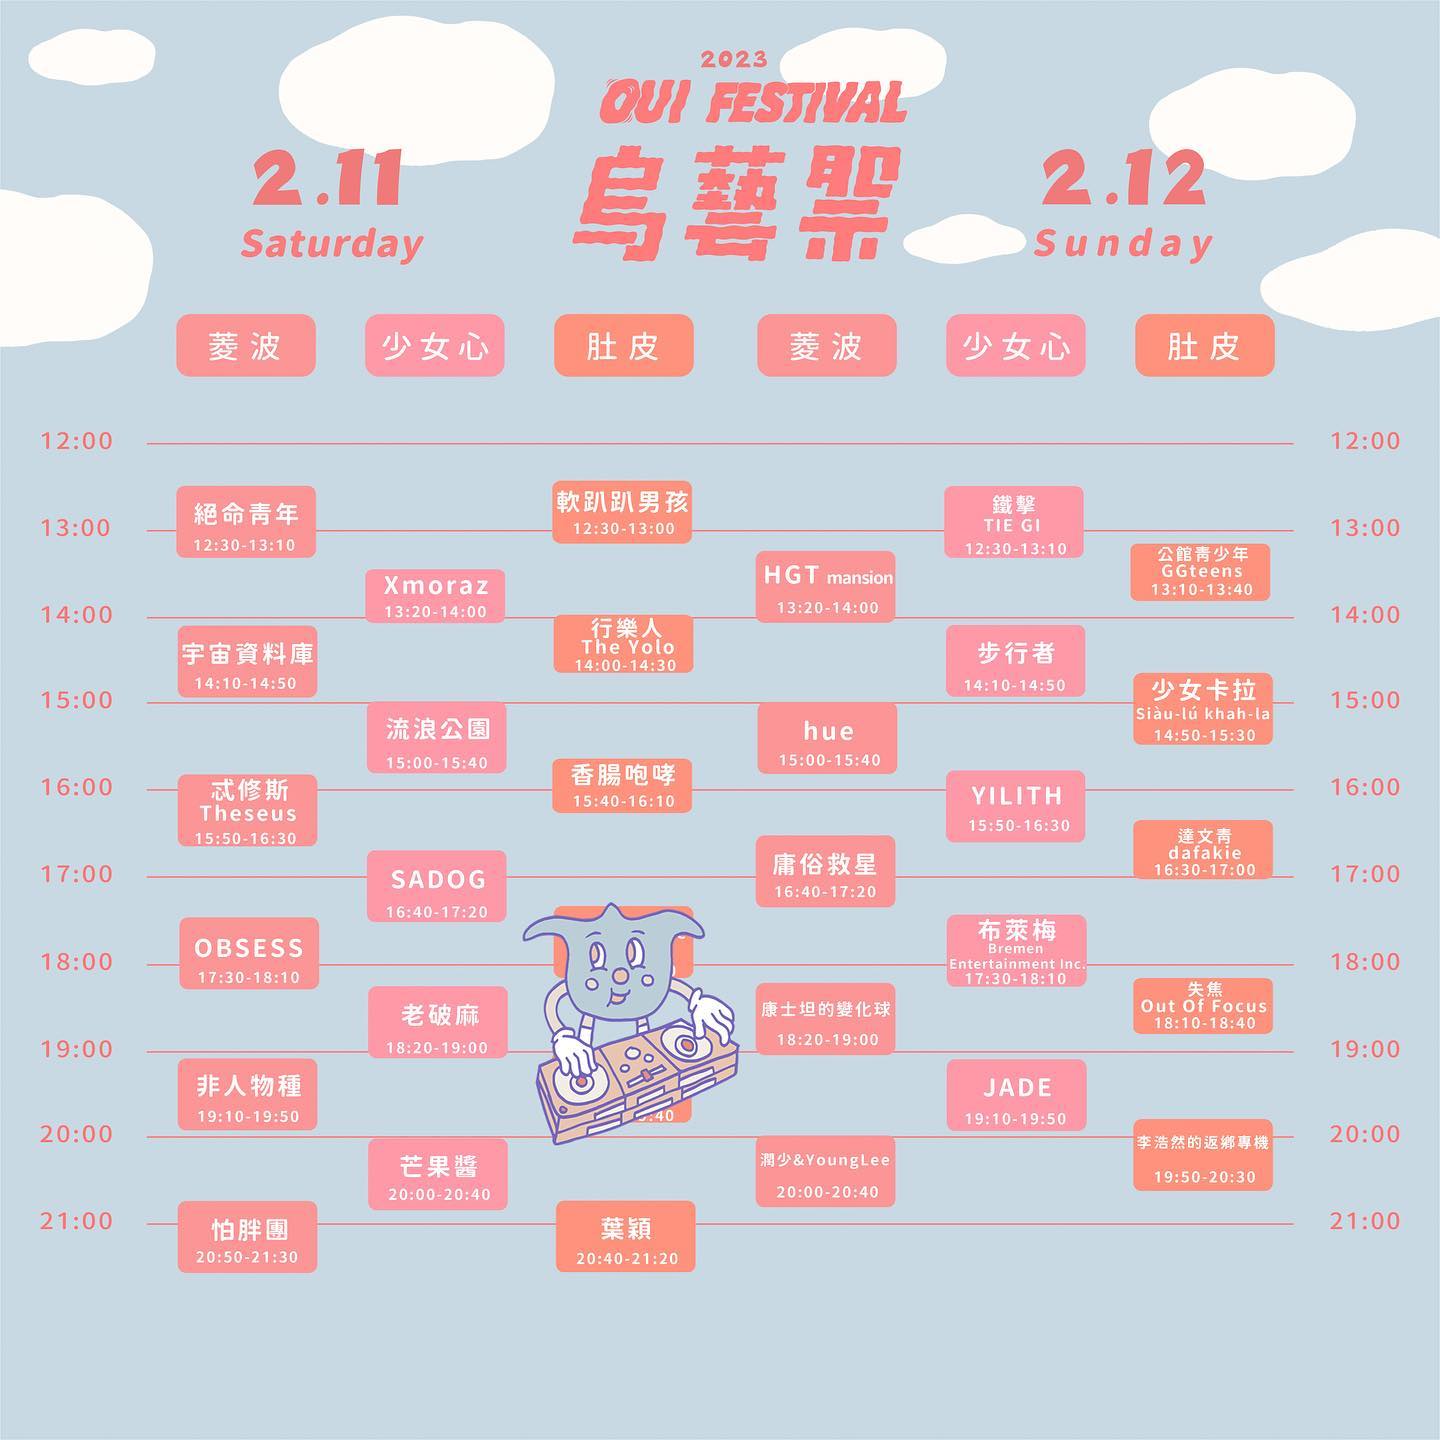 2023
OUI FESTIVAL
烏藝祭
2.11
Saturday
2.12
Sunday
菱波
少女心
肚皮
菱波
少女心
肚皮
12:00
12:00
13:00
13:00
14:00
14:00
15:00
15:00
16:00
16:00
17:00
17:00
18:00
18:00
19:00
19:00
20:00
20:00
21:00
21:00
絕命青年
12:30-13:10
宇宙資料庫
14:10-14:50
忒修斯
Theseus
15:50-16:30
OBSESS
17:30-18:10
非人物種
19:10-19:50
怕胖團
20:50-21:30
Xmoraz
13:20-14:00
流浪公園
15:00-15:40
SADOG
16:40-17:20
老破麻
18:20-19:00
芒果醬
20:00-20:40
軟趴趴男孩
12:30-13:00
行樂人
The Yolo
14:00-14:30
香腸咆哮
15:40-16:10
:40
葉穎
20:40-21:20
HGT mansion
13:20-14:00
hue
15:00-15:40
庸俗救星
16:40-17:20
康士坦的變化球
18:20-19:00
潤少&YoungLee
20:00-20:40
鐵擊
TIE GI
12:30-13:10
步行者
14:10-14:50
YILITH
15:50-16:30
布萊梅
Bremen
Entertainment Inc.
17:30-18:10
JADE
19:10-19:50
公館青少年
GGteens
13:10-13:40
少女卡拉
Siàu-lú khah-la
14:50-15:30
達文青
dafakie
16:30-17:00
失焦
Out Of Focus
18:10-18:40
李浩然的返鄉專機
19:50-20:30